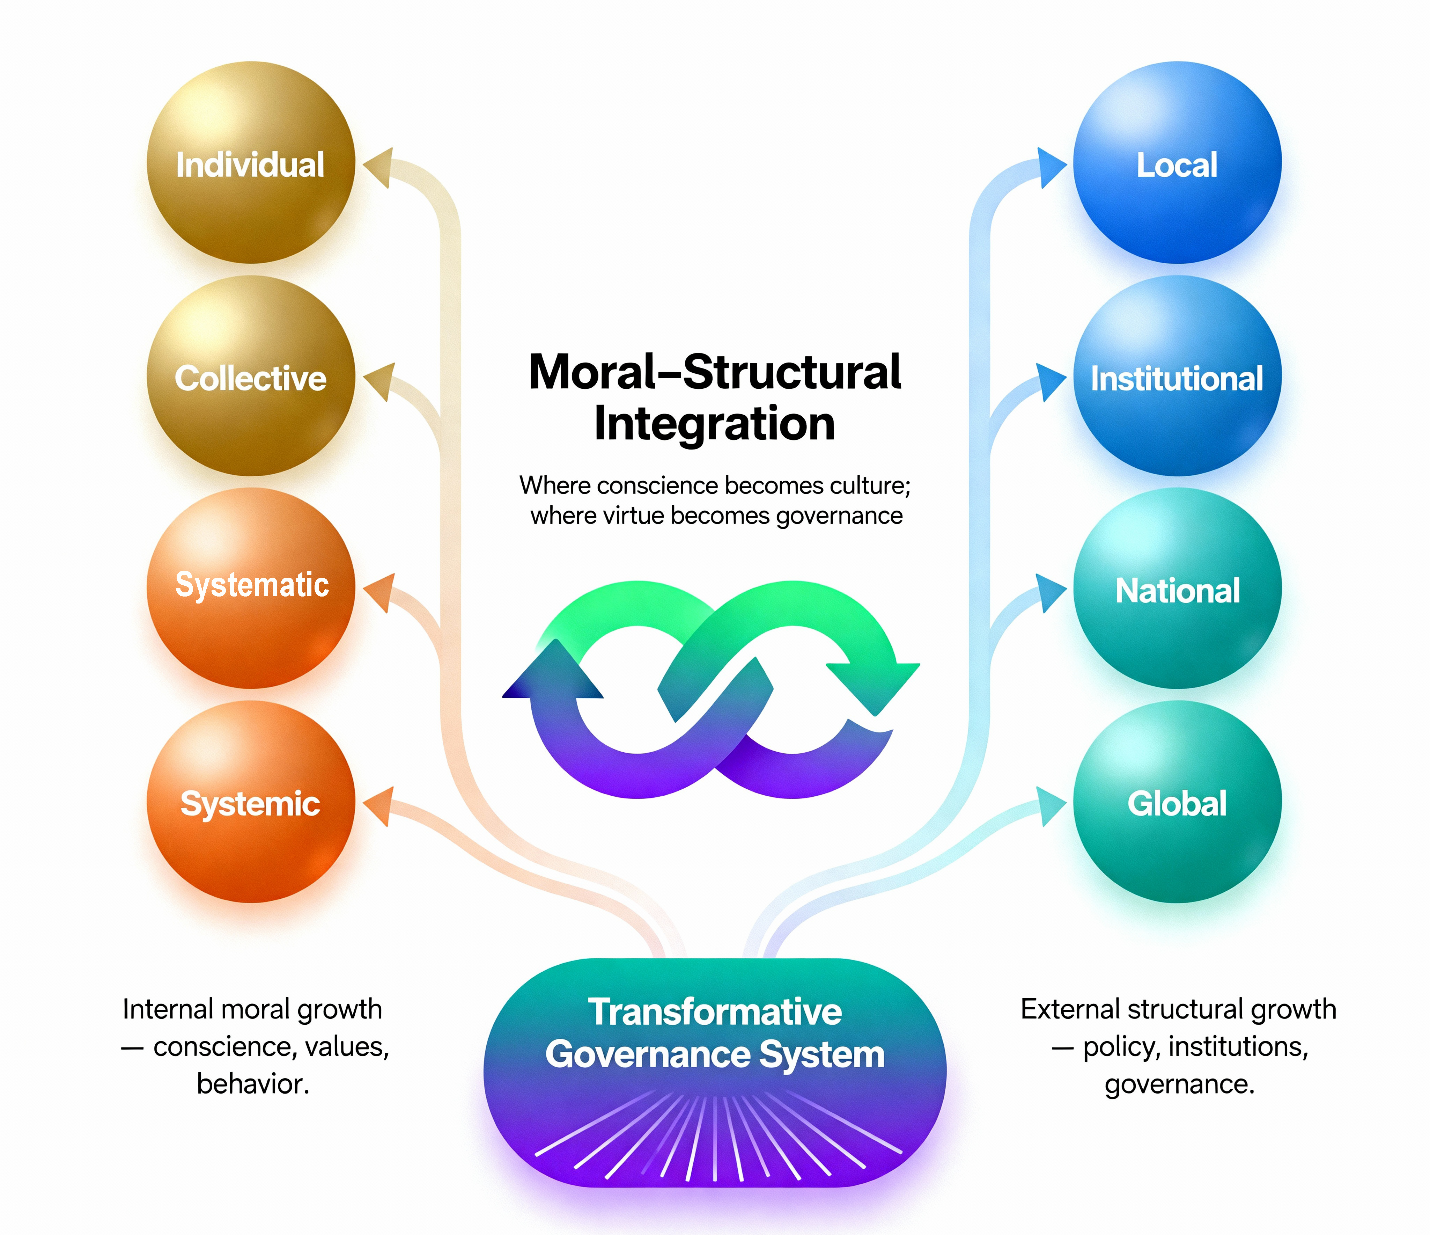 Individual
Collective
Systematic
Systemic
Internal moral growth
— conscience, values,
behavior.
Moral–Structural
Integration
Where conscience becomes culture;
where virtue becomes governance
Transformative
Governance System
Local
Institutional
National
Global
External structural growth
— policy, institutions,
governance.